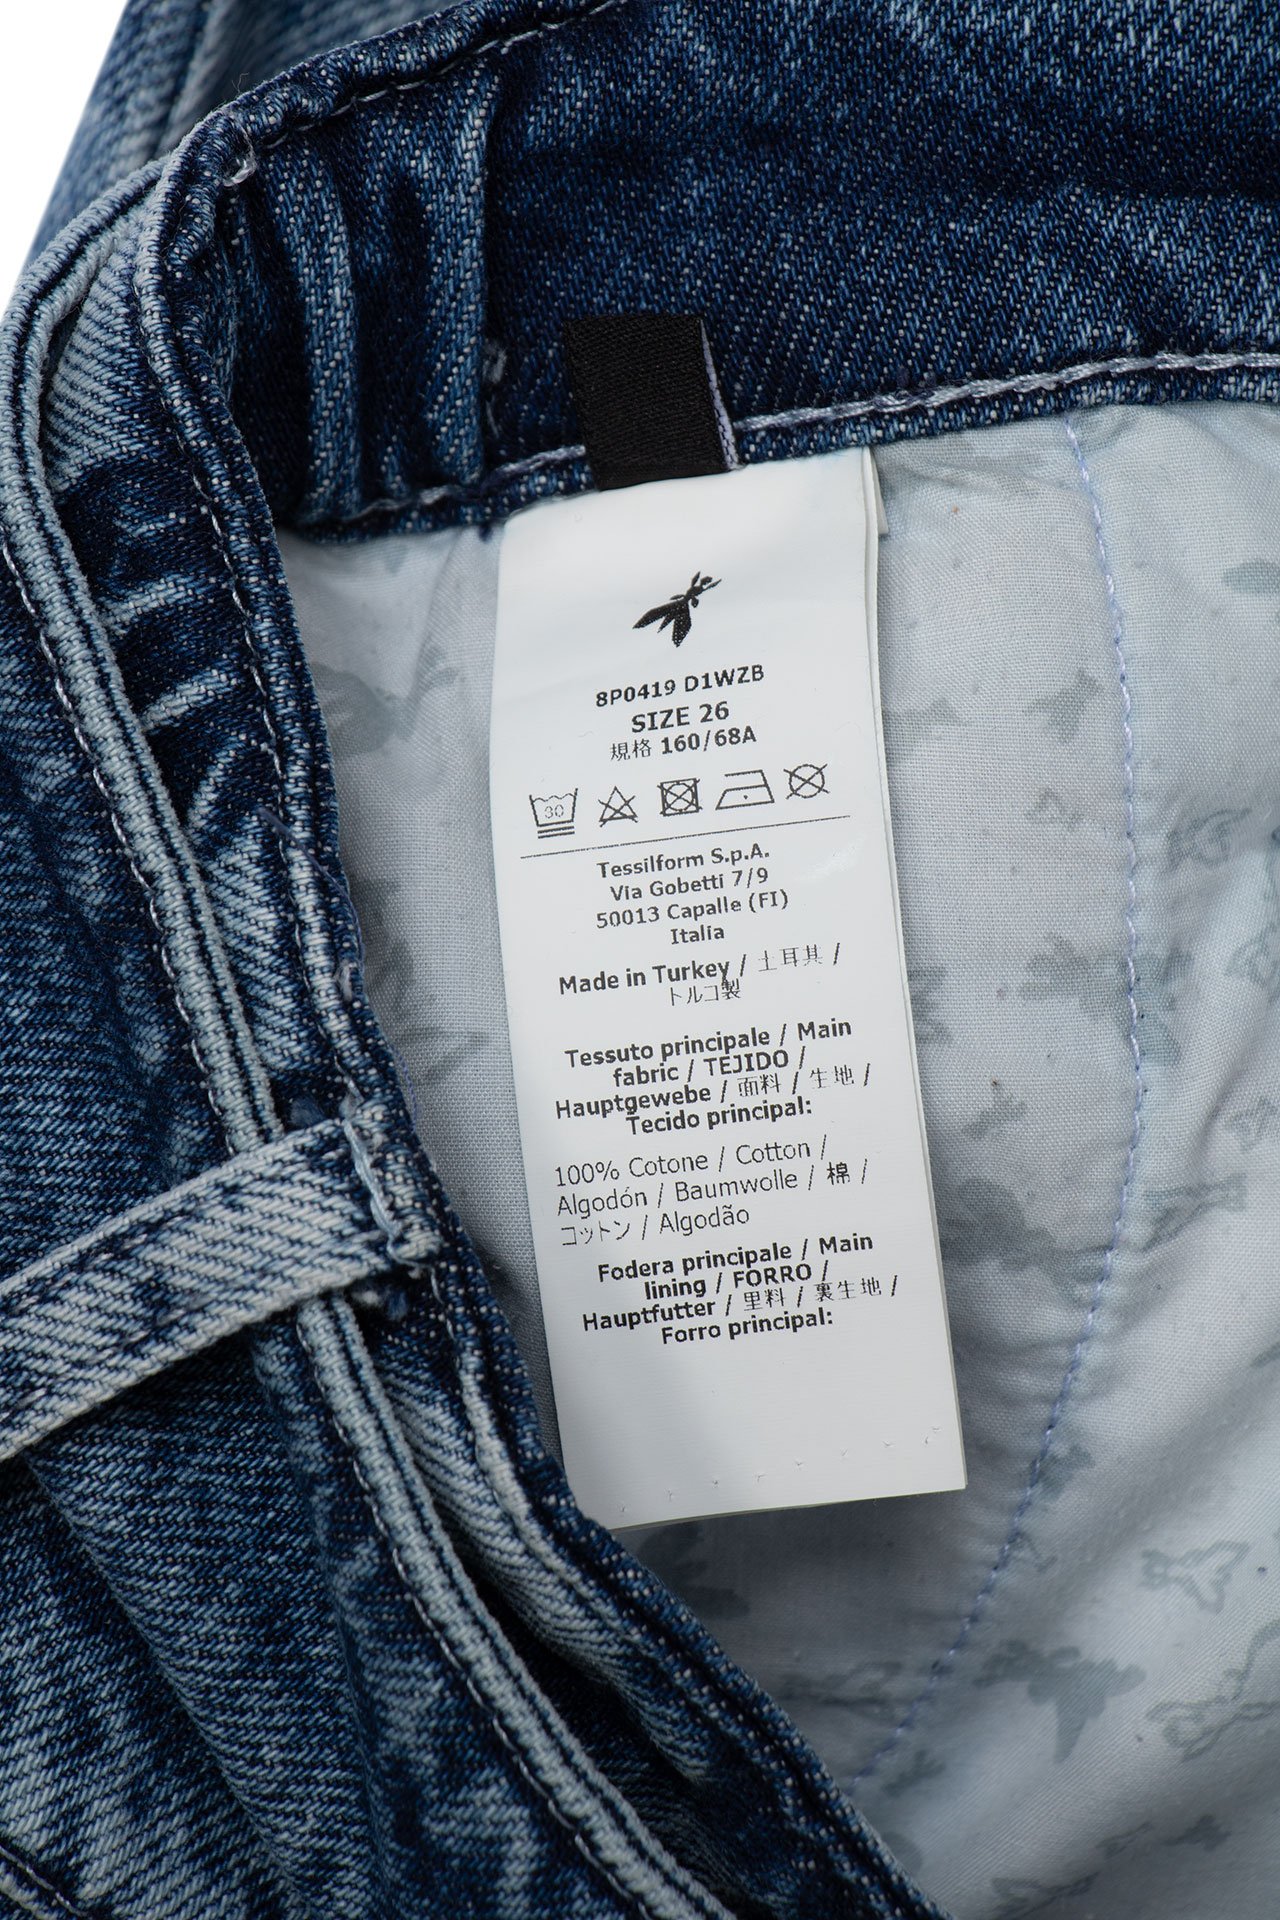 8P0419 D1WZB
SIZE 26
規格 160/68A
30
Tessilform S.p.A.
Via Gobetti 7/9
50013 Capalle (FI)
Italia
Made in Turkey / 土耳其 /
トルコ製
Tessuto principale / Main
fabric / TEJIDO /
Hauptgewebe / 面料 / 生地 /
Tecido principal:
100% Cotone / Cotton /
Algodón / Baumwolle / 棉 /
コットン / Algodão
Fodera principale / Main
lining / FORRO /
Hauptfutter / 里料 / 裏生地 /
Forro principal: